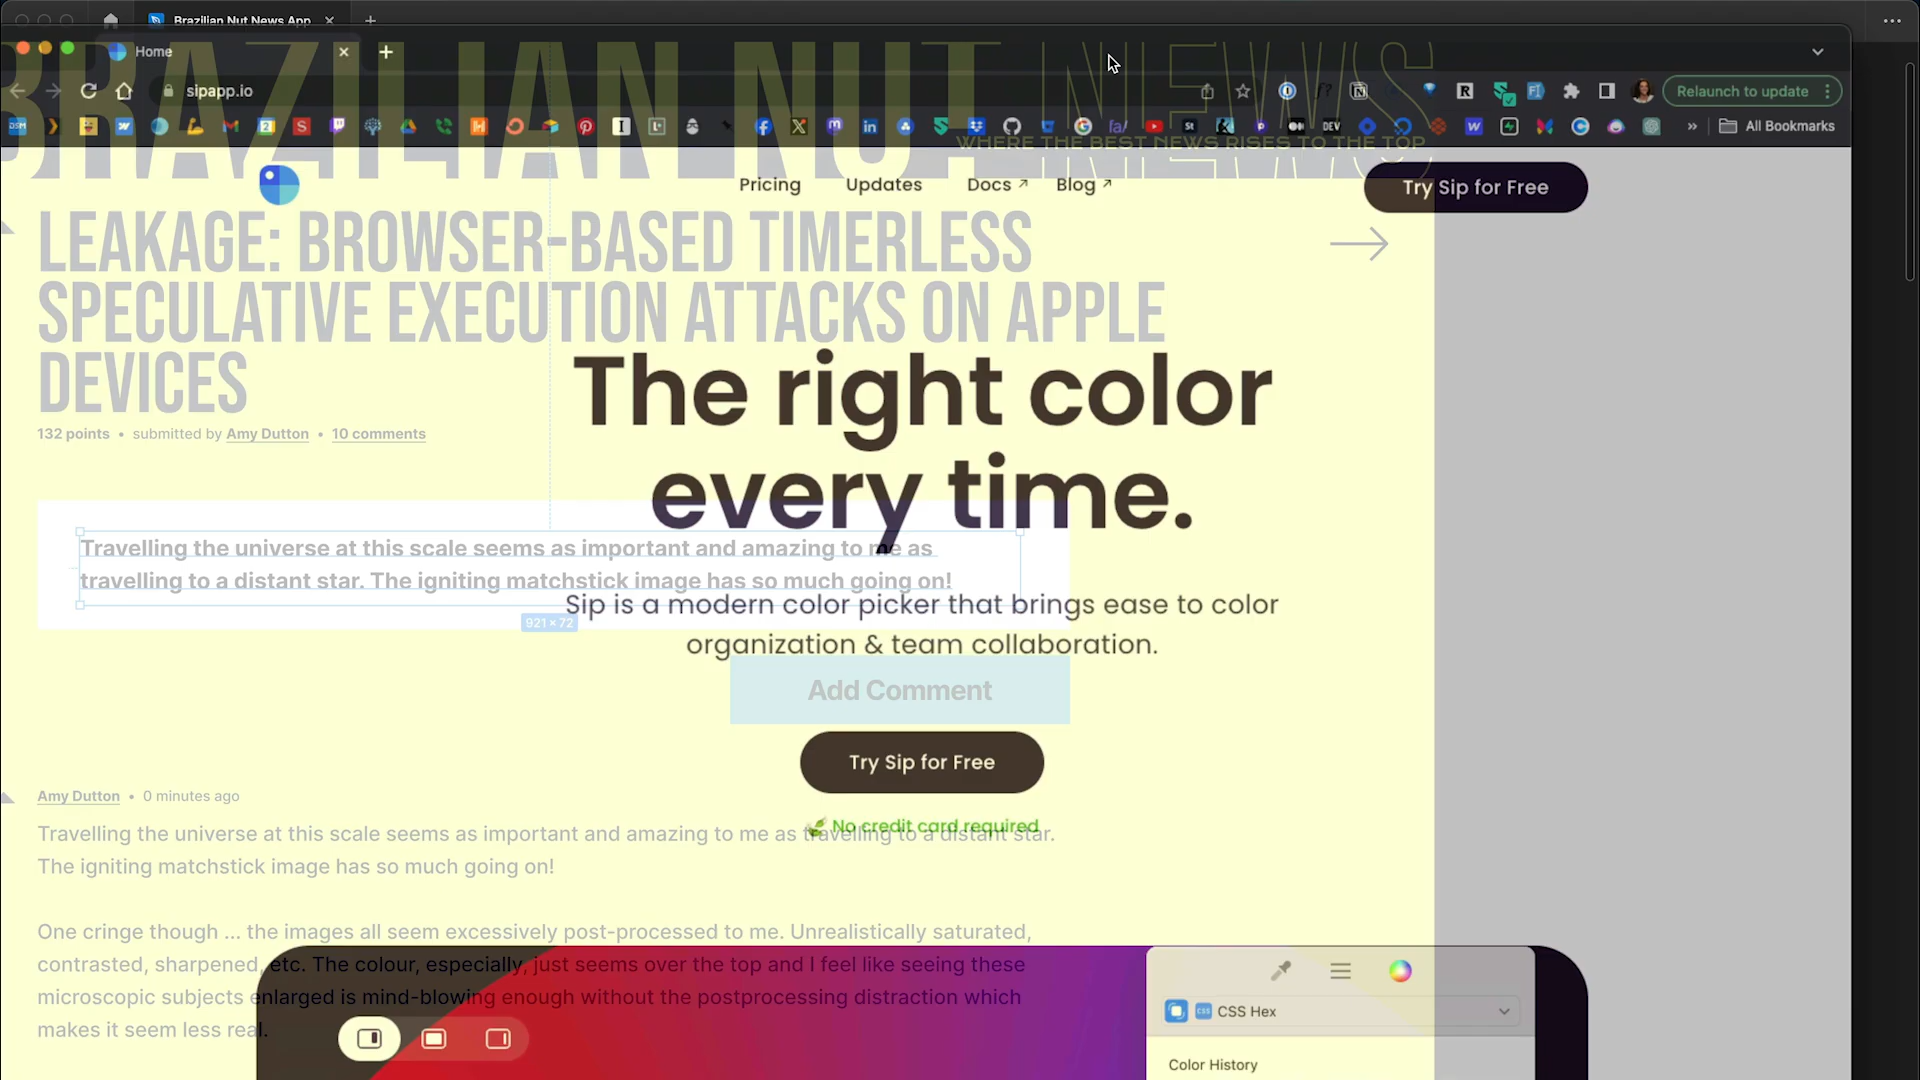 Brazilian Nut News App
Home
sipapp.io
Relaunch to update
All Bookmarks
BRAZILIAN NUT NEWS
WHERE THE BEST NEWS RISES TO THE TOP
Pricing
Updates
Docs
Blog
Try Sip for Free
LEAKAGE: BROWSER-BASED TIMERLESS
SPECULATIVE EXECUTION ATTACKS ON APPLE
DEVICES
132 points • submitted by Amy Dutton • 10 comments
The right color
every time.
Travelling the universe at this scale seems as important and amazing to me as
travelling to a distant star. The igniting matchstick image has so much going on!
921 × 72
Sip is a modern color picker that brings ease to color
organization & team collaboration.
Add Comment
Try Sip for Free
No credit card required
Amy Dutton • 0 minutes ago
Travelling the universe at this scale seems as important and amazing to me as travelling to a distant star.
The igniting matchstick image has so much going on!
One cringe though ... the images all seem excessively post-processed to me. Unrealistically saturated,
contrasted, sharpened, etc. The colour, especially, just seems over the top and I feel like seeing these
microscopic subjects enlarged is mind-blowing enough without the postprocessing distraction which
makes it seem less real.
CSS Hex
Color History